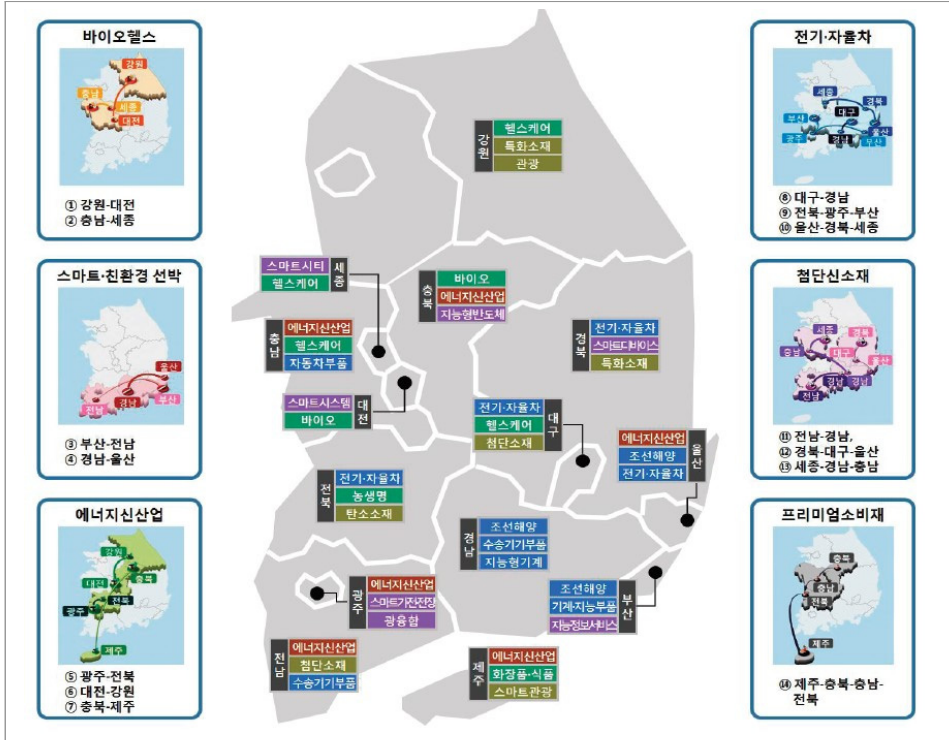 바이오헬스
강원
충남
세종
대전
① 강원-대전
② 충남-세종
스마트·친환경 선박
울산
전남
경남
부산
③ 부산-전남
④ 경남-울산
에너지신산업
강원
충북
대전
전북
광주
제주
⑤ 광주-전북
⑥ 대전-강원
⑦ 충북-제주
강원
헬스케어
특화소재
관광
스마트시티
헬스케어
세종
충북
바이오
에너지신산업
지능형반도체
충남
에너지신산업
헬스케어
자동차부품
경북
전기·자율차
스마트디바이스
특화소재
스마트시스템
바이오
대전
전기·자율차
헬스케어
첨단소재
대구
에너지신산업
조선해양
전기·자율차
울산
전북
전기·자율차
농생명
탄소소재
경남
조선해양
수송기기부품
지능형기계
광주
에너지신산업
스마트가전전장
광융합
조선해양
기계·지능부품
지능정보서비스
부산
전남
에너지신산업
첨단소재
수송기기부품
제주
에너지신산업
화장품·식품
스마트관광
전기·자율차
세종
경북
부산
대구
울산
광주
경남
부산
⑧ 대구-경남
⑨ 전북-광주-부산
⑩ 울산-경북-세종
첨단신소재
세종
경북
충남
대구
울산
전남
경남
경남
⑪ 전남-경남,
⑫ 경북-대구-울산
⑬ 세종-경남-충남
프리미엄소비재
충북
충남
전북
제주
⑭ 제주-충북-충남-
전북